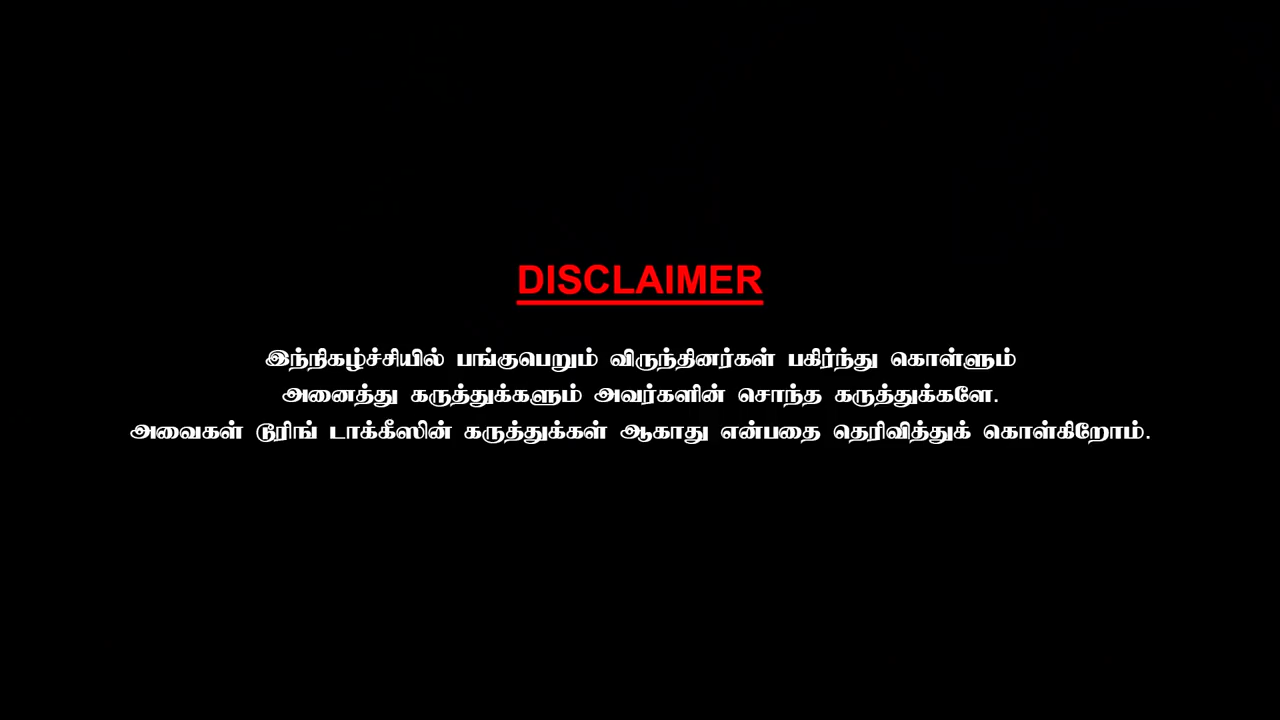 DISCLAIMER
இந்நிகழ்ச்சியில் பங்குபெறும் விருந்தினர்கள் பகிர்ந்து கொள்ளும்
அனைத்து கருத்துக்களும் அவர்களின் சொந்த கருத்துக்களே.
அவைகள் டூரிங் டாக்கீஸின் கருத்துக்கள் ஆகாது என்பதை தெரிவித்துக் கொள்கிறோம்.